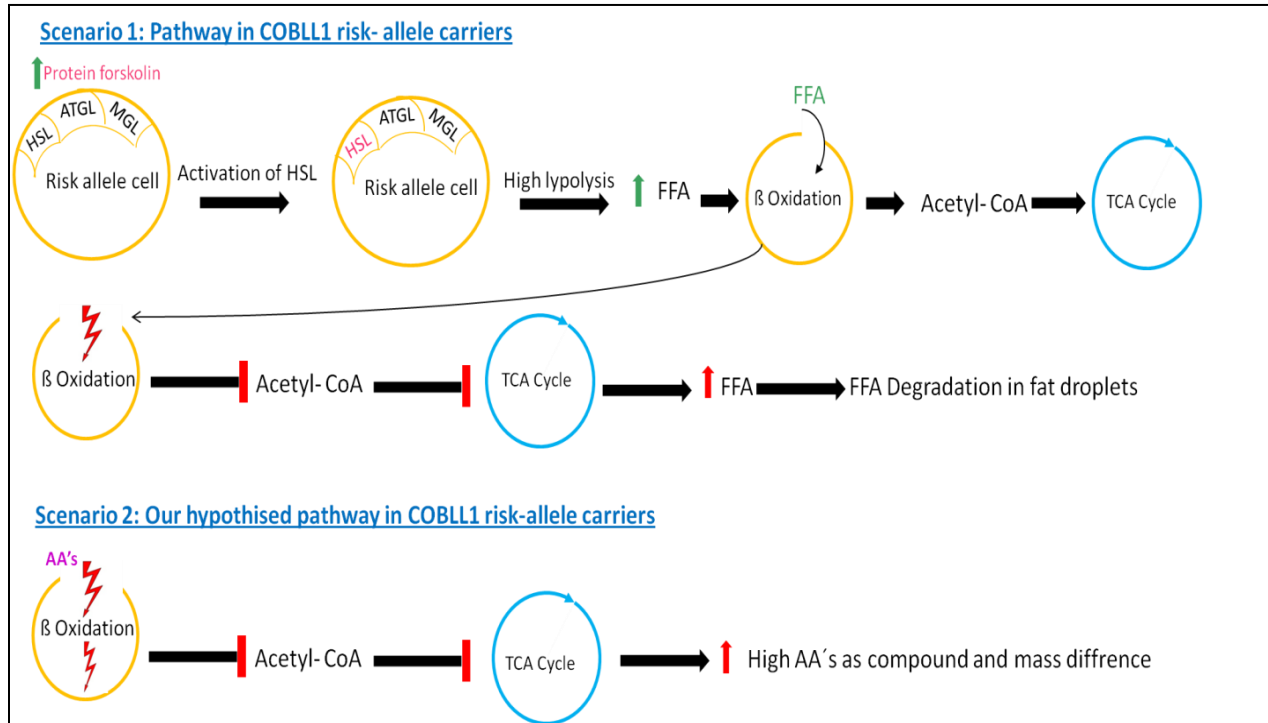 Scenario 1: Pathway in COBLL1 risk- allele carriers
Protein forskolin
HSL
ATGL
MGL
Risk allele cell
Activation of HSL
HSL
ATGL
MGL
Risk allele cell
High lypolysis
FFA
FFA
ß Oxidation
Acetyl- CoA
TCA Cycle
ß Oxidation
Acetyl- CoA
TCA Cycle
FFA
FFA Degradation in fat droplets
Scenario 2: Our hypothised pathway in COBLL1 risk-allele carriers
AA's
ß Oxidation
Acetyl- CoA
TCA Cycle
High AA´s as compound and mass diffrence